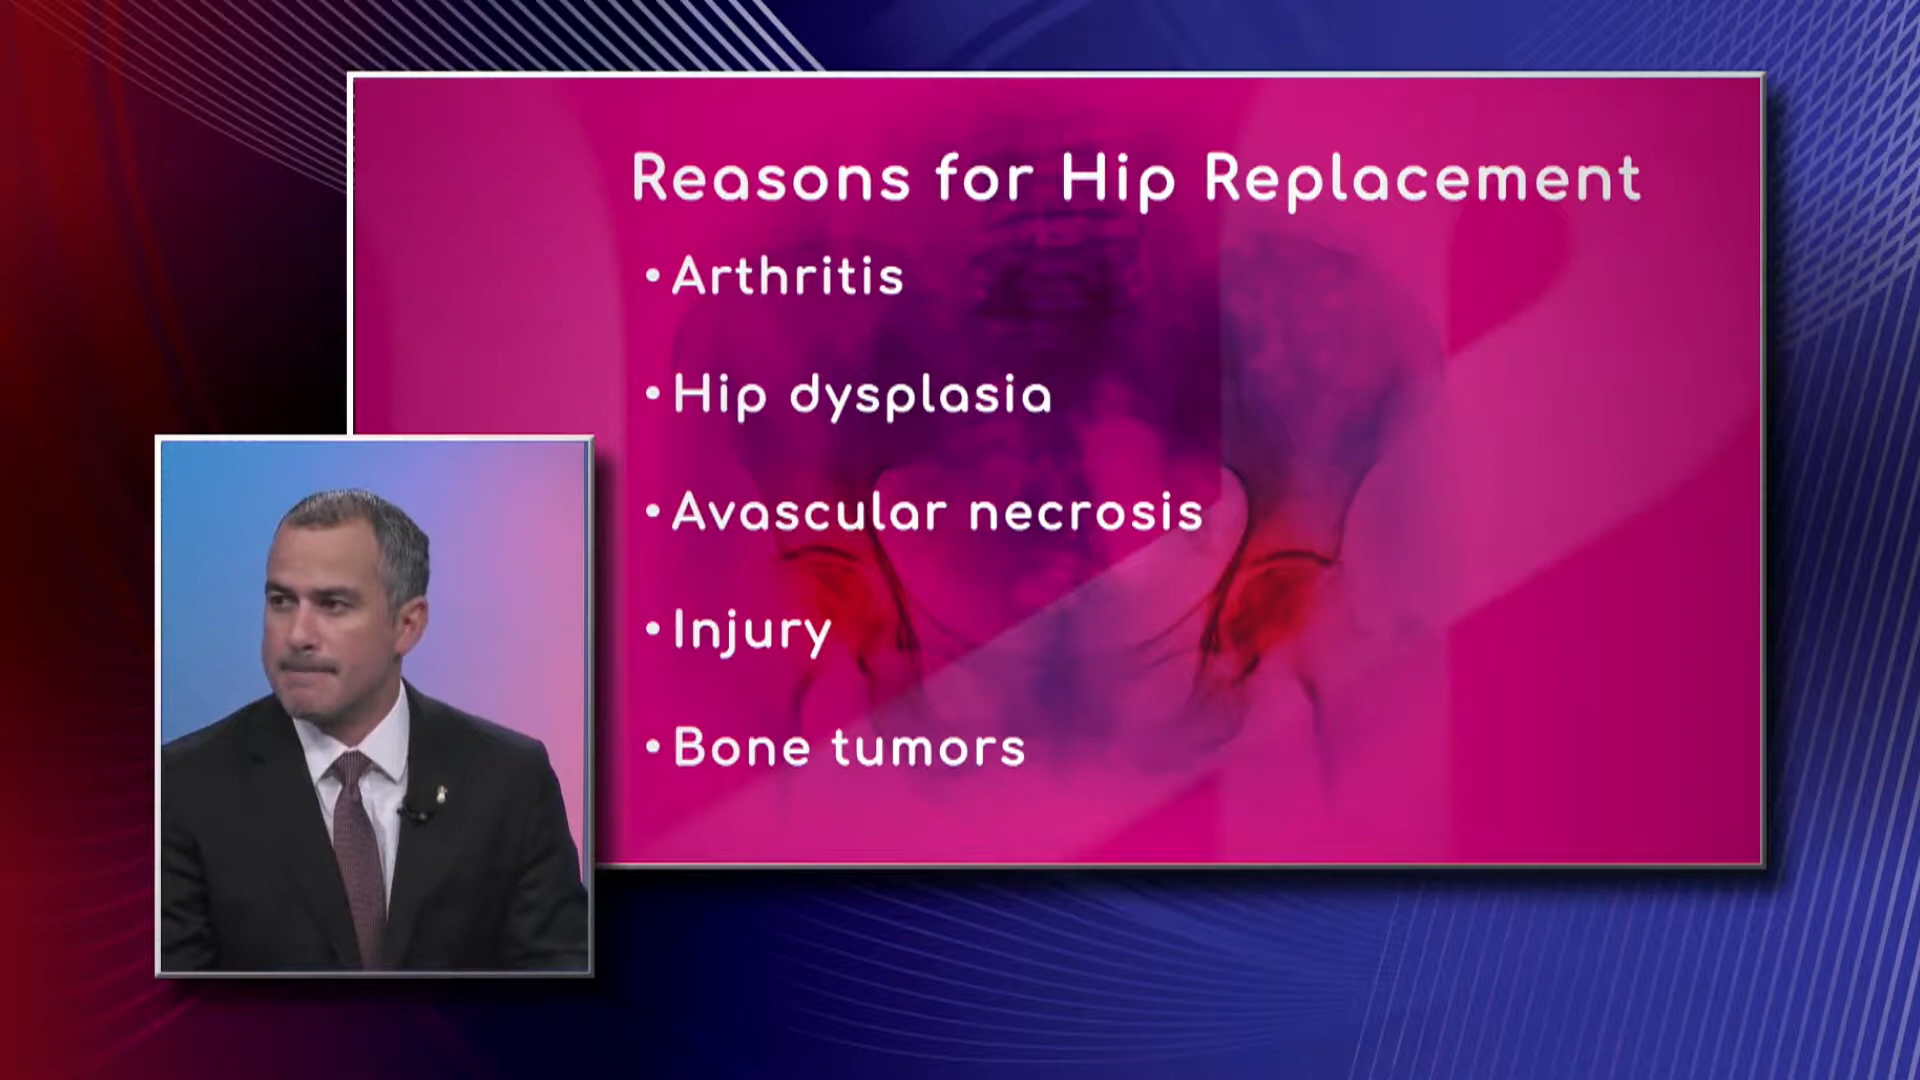 Reasons for Hip Replacement
• Arthritis
• Hip dysplasia
• Avascular necrosis
• Injury
• Bone tumors